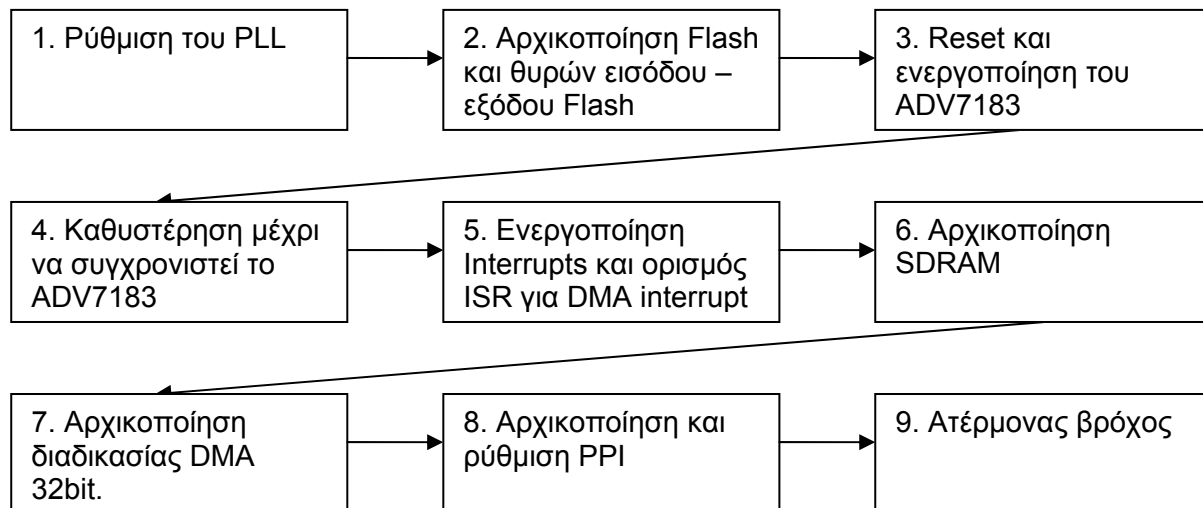 1. Ρύθμιση του PLL
2. Αρχικοποίηση Flash
και θυρών εισόδου –
εξόδου Flash
3. Reset και
ενεργοποίηση του
ADV7183
4. Καθυστέρηση μέχρι
να συγχρονιστεί το
ADV7183
5. Ενεργοποίηση
Interrupts και ορισμός
ISR για DMA interrupt
6. Αρχικοποίηση
SDRAM
7. Αρχικοποίηση
διαδικασίας DMA
32bit.
8. Αρχικοποίηση και
ρύθμιση PPI
9. Ατέρμονας βρόχος